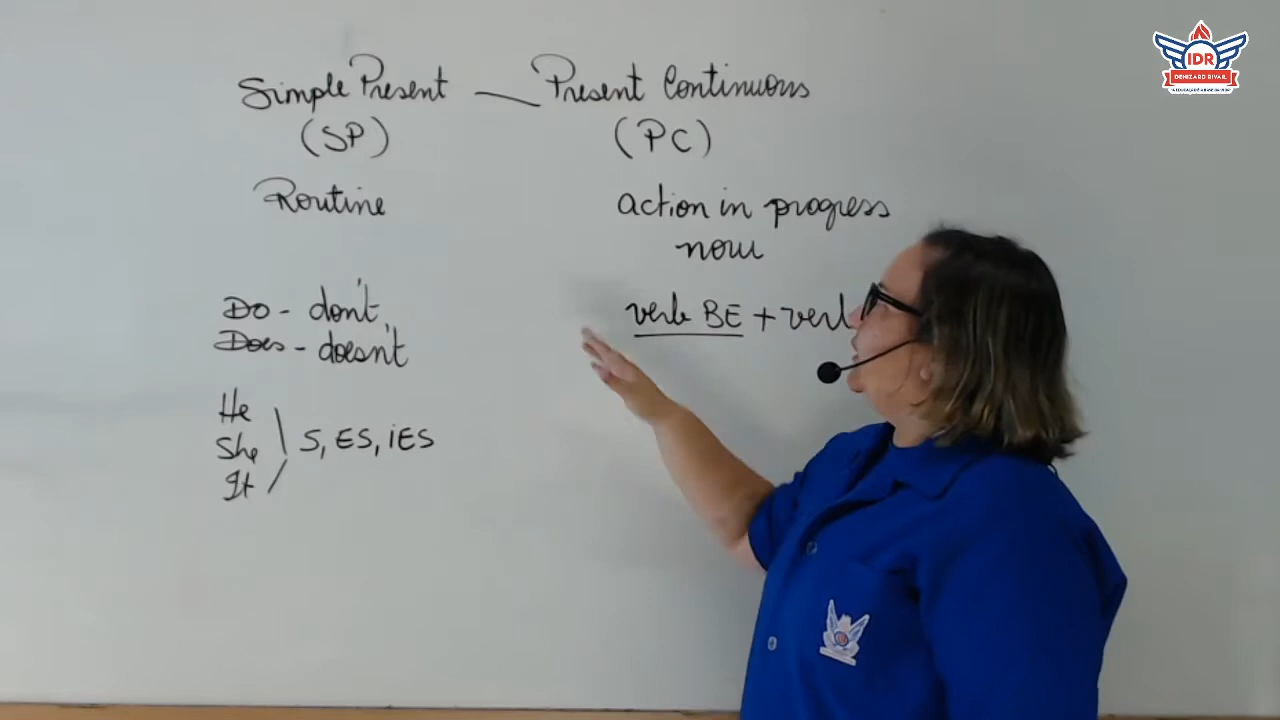 Simple Present — Present Continuous
(SP) (PC)
Routine action in progress
now
Do - don't verb BE + verb
Does - doesn't
He
She S, ES, iES
It
IDR
DENIZARD RIVAIL